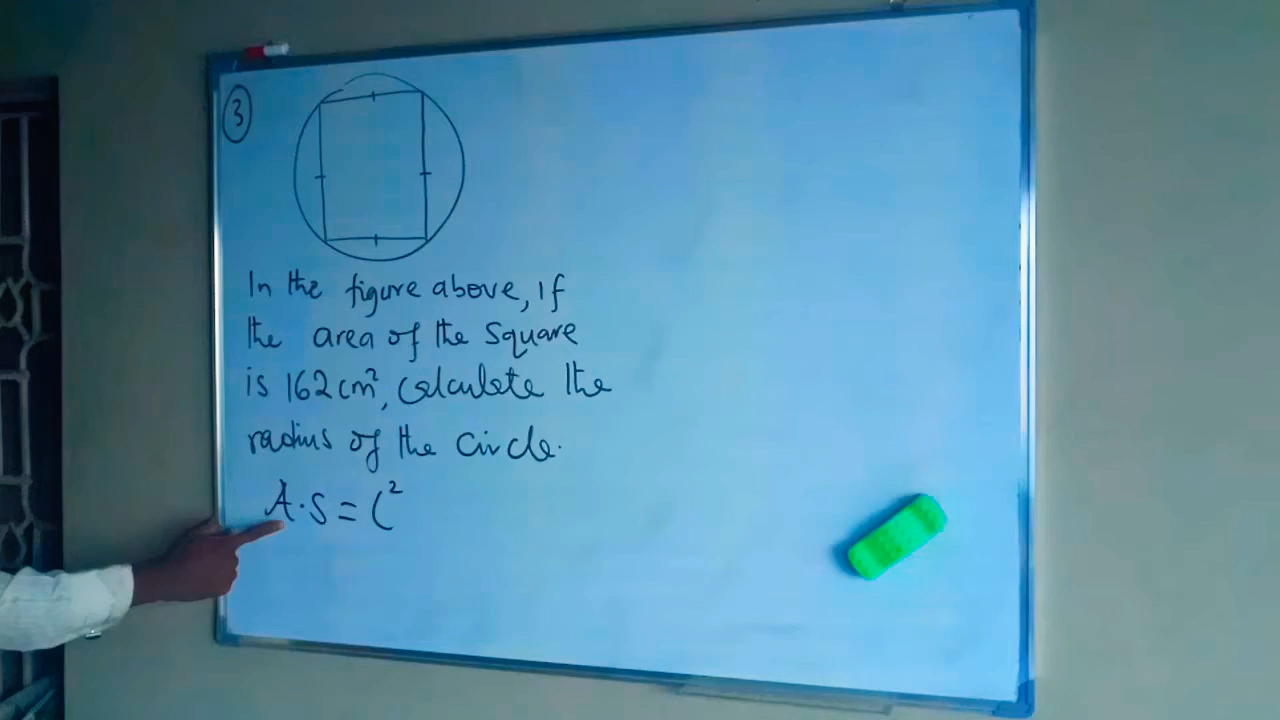 3
In the figure above, If
the area of the Square
is 162cm², Calculate the
radius of the Circle.
A.S = l²